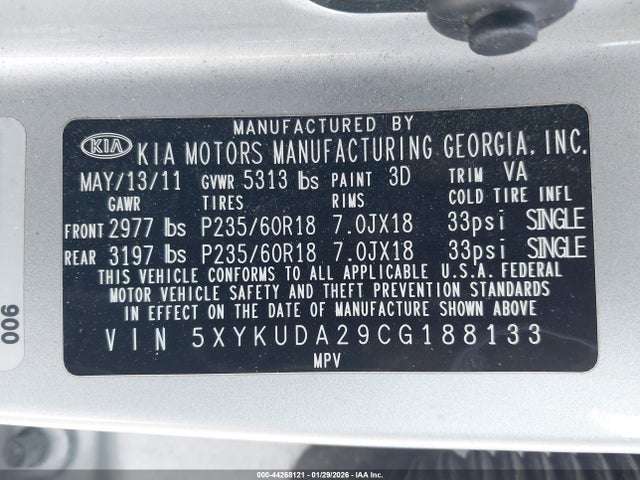 MANUFACTURED BY
KIA KIA MOTORS MANUFACTURING GEORGIA, INC.
MAY/13/11 GVWR 5313 lbs PAINT 3D TRIM VA
GAWR TIRES RIMS COLD TIRE INFL
FRONT 2977 lbs P235/60R18 7.0JX18 33psi SINGLE
REAR 3197 lbs P235/60R18 7.0JX18 33psi SINGLE
THIS VEHICLE CONFORMS TO ALL APPLICABLE U.S.A. FEDERAL
MOTOR VEHICLE SAFETY AND THEFT PREVENTION STANDARDS
IN EFFECT ON THE DATE OF MANUFACTURE SHOWN ABOVE.
VIN 5XYKUDA29CG188133
MPV
006
000-44268121 - 01/29/2026 - IAA Inc.